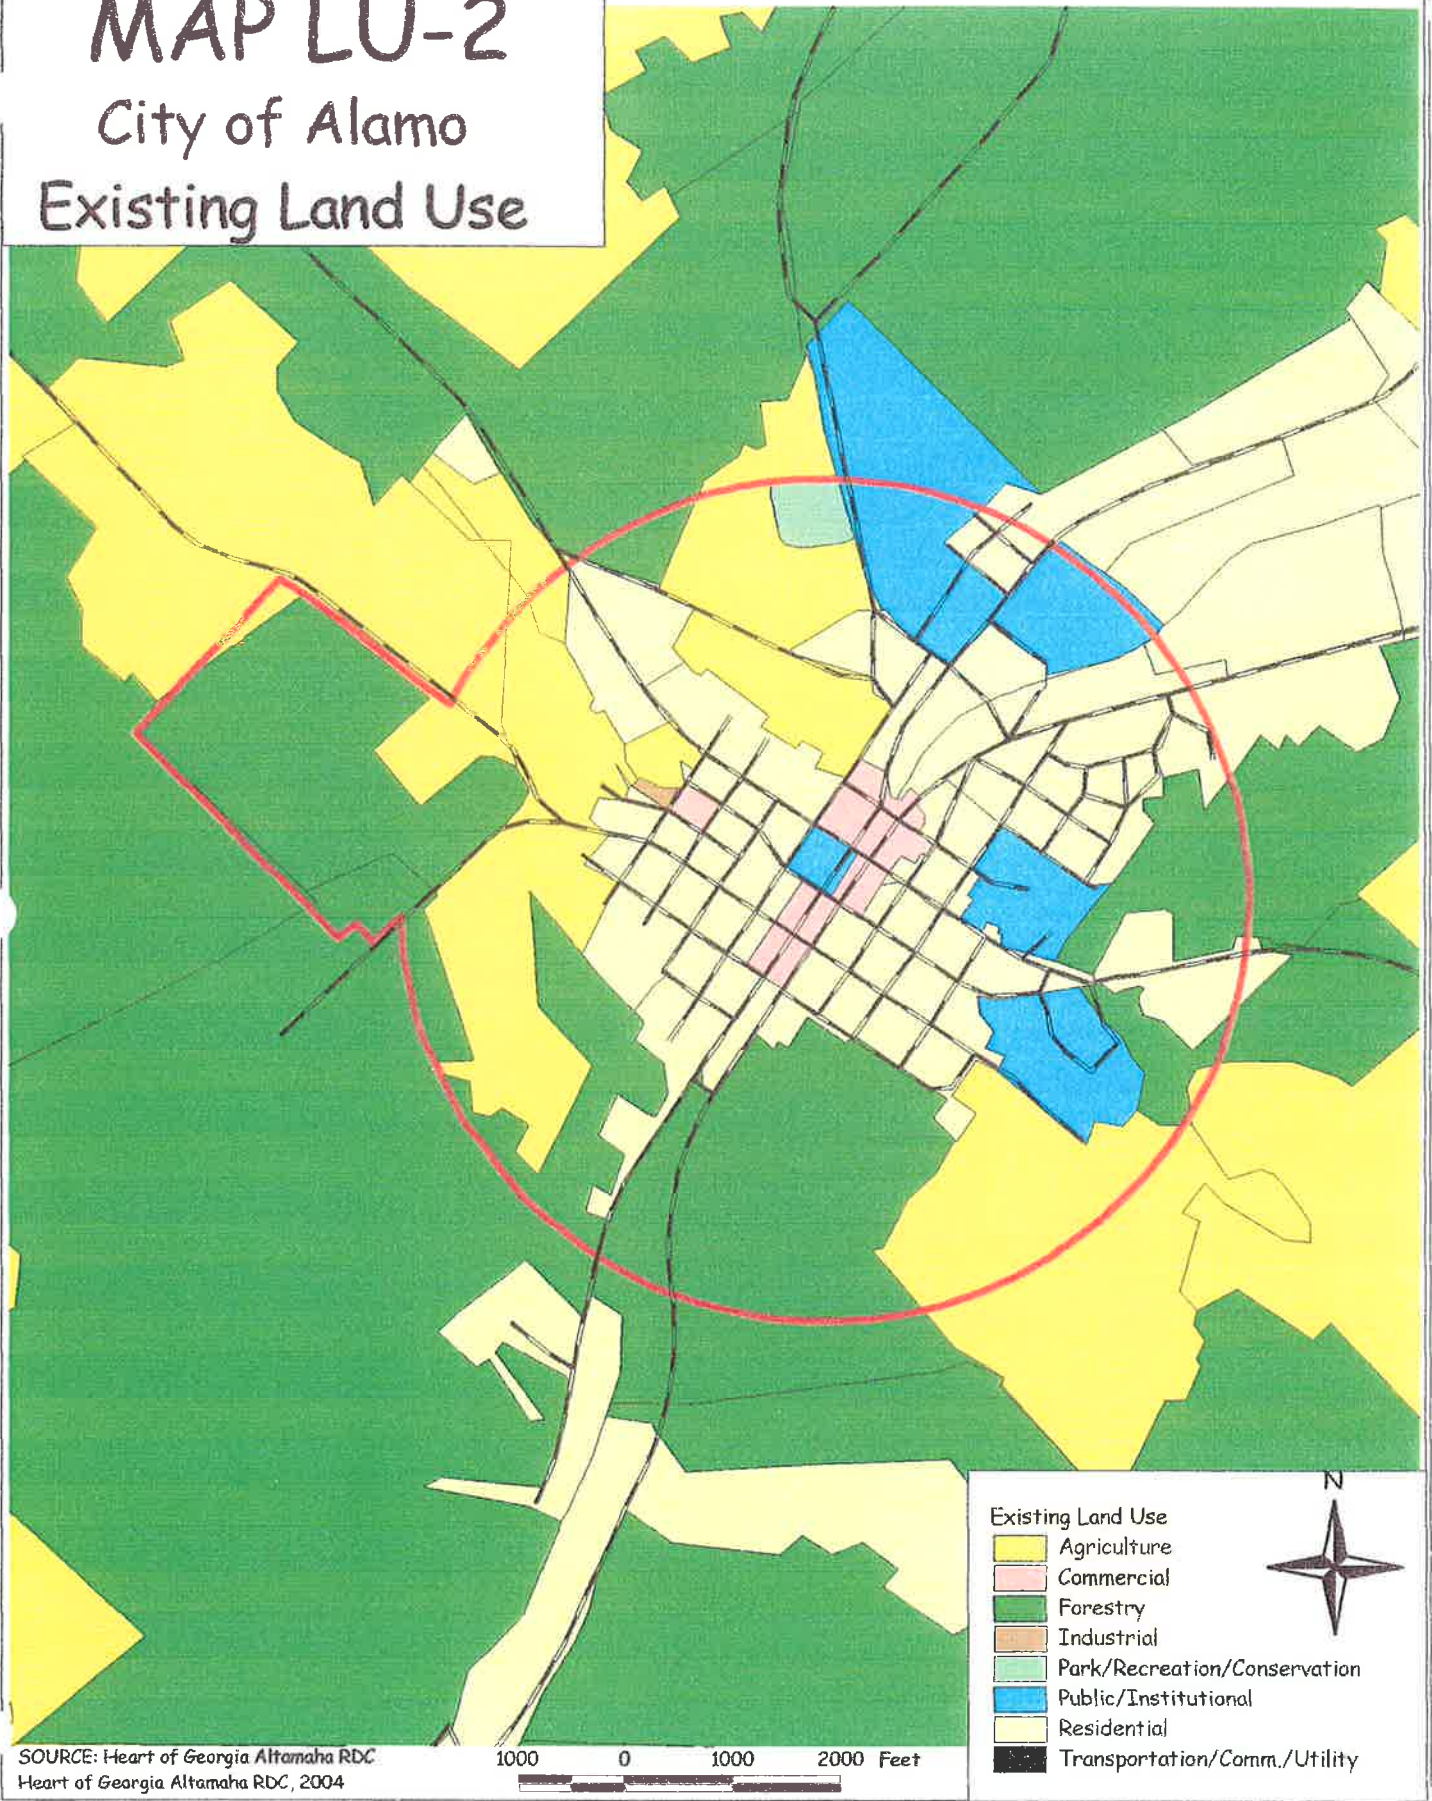 MAP LU-2
City of Alamo
Existing Land Use
N
Existing Land Use
Agriculture
Commercial
Forestry
Industrial
Park/Recreation/Conservation
Public/Institutional
Residential
Transportation/Comm./Utility
SOURCE: Heart of Georgia Altamaha RDC
Heart of Georgia Altamaha RDC, 2004
1000 0 1000 2000 Feet